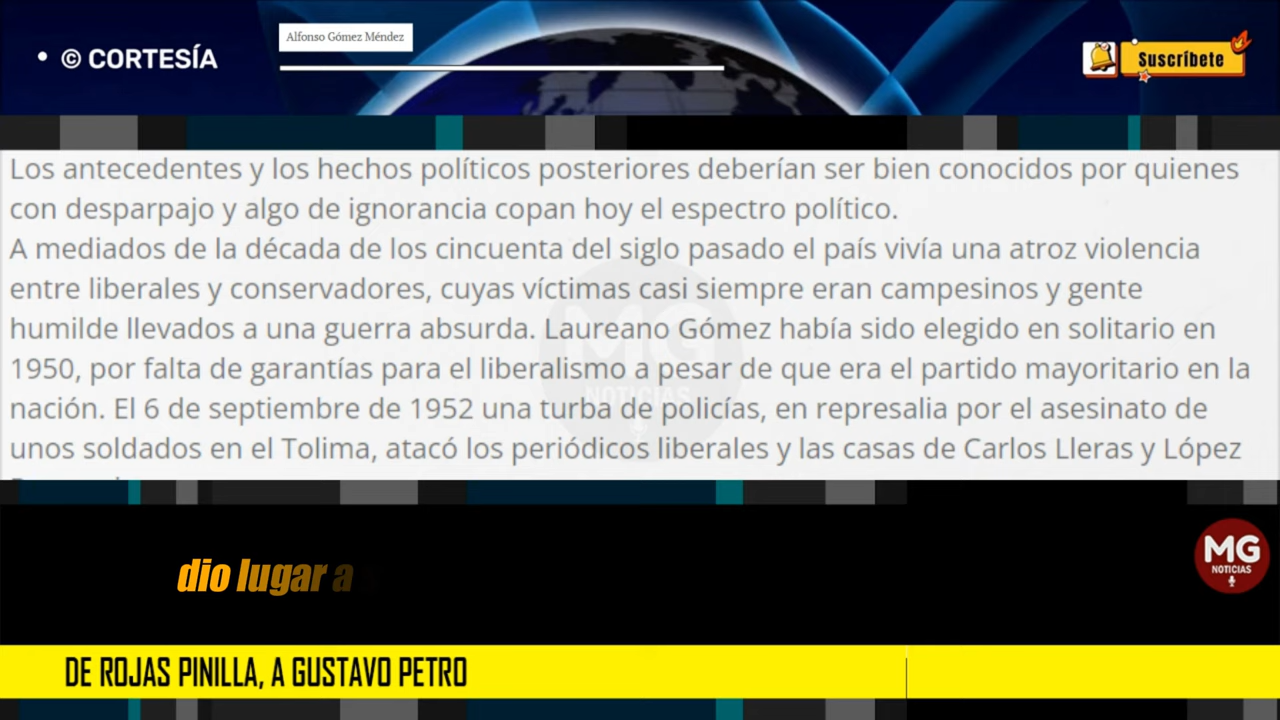 • © CORTESÍA
Alfonso Gómez Méndez
Suscríbete
Los antecedentes y los hechos políticos posteriores deberían ser bien conocidos por quienes
con desparpajo y algo de ignorancia copan hoy el espectro político.
A mediados de la década de los cincuenta del siglo pasado el país vivía una atroz violencia
entre liberales y conservadores, cuyas víctimas casi siempre eran campesinos y gente
humilde llevados a una guerra absurda. Laureano Gómez había sido elegido en solitario en
1950, por falta de garantías para el liberalismo a pesar de que era el partido mayoritario en la
nación. El 6 de septiembre de 1952 una turba de policías, en represalia por el asesinato de
unos soldados en el Tolima, atacó los periódicos liberales y las casas de Carlos Lleras y López
MG
NOTICIAS
dio lugar a
MG
NOTICIAS
DE ROJAS PINILLA, A GUSTAVO PETRO